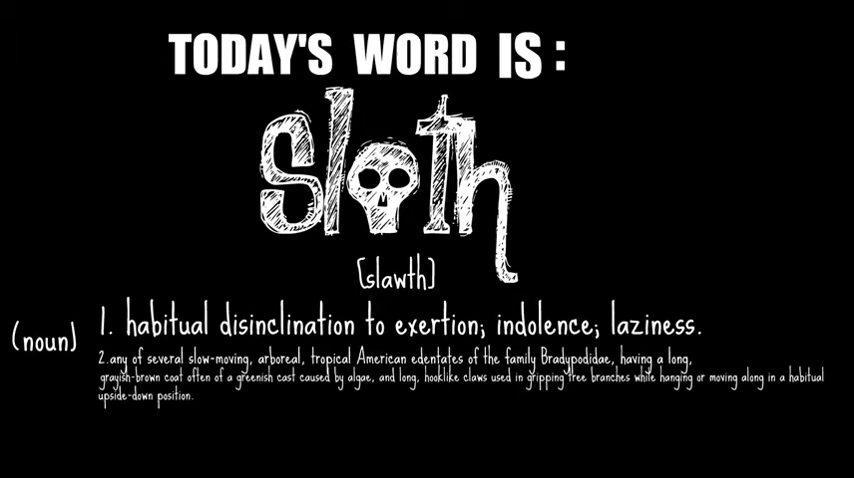 TODAY'S WORD IS:
sloth
[slawth]
(noun)
1. habitual disinclination to exertion; indolence; laziness.
2.any of several slow-moving, arboreal, tropical American edentates of the family Bradypodidae, having a long,
grayish-brown coat often of a greenish cast caused by algae, and long, hooklike claws used in gripping tree branches while hanging or moving along in a habitual
upside-down position.